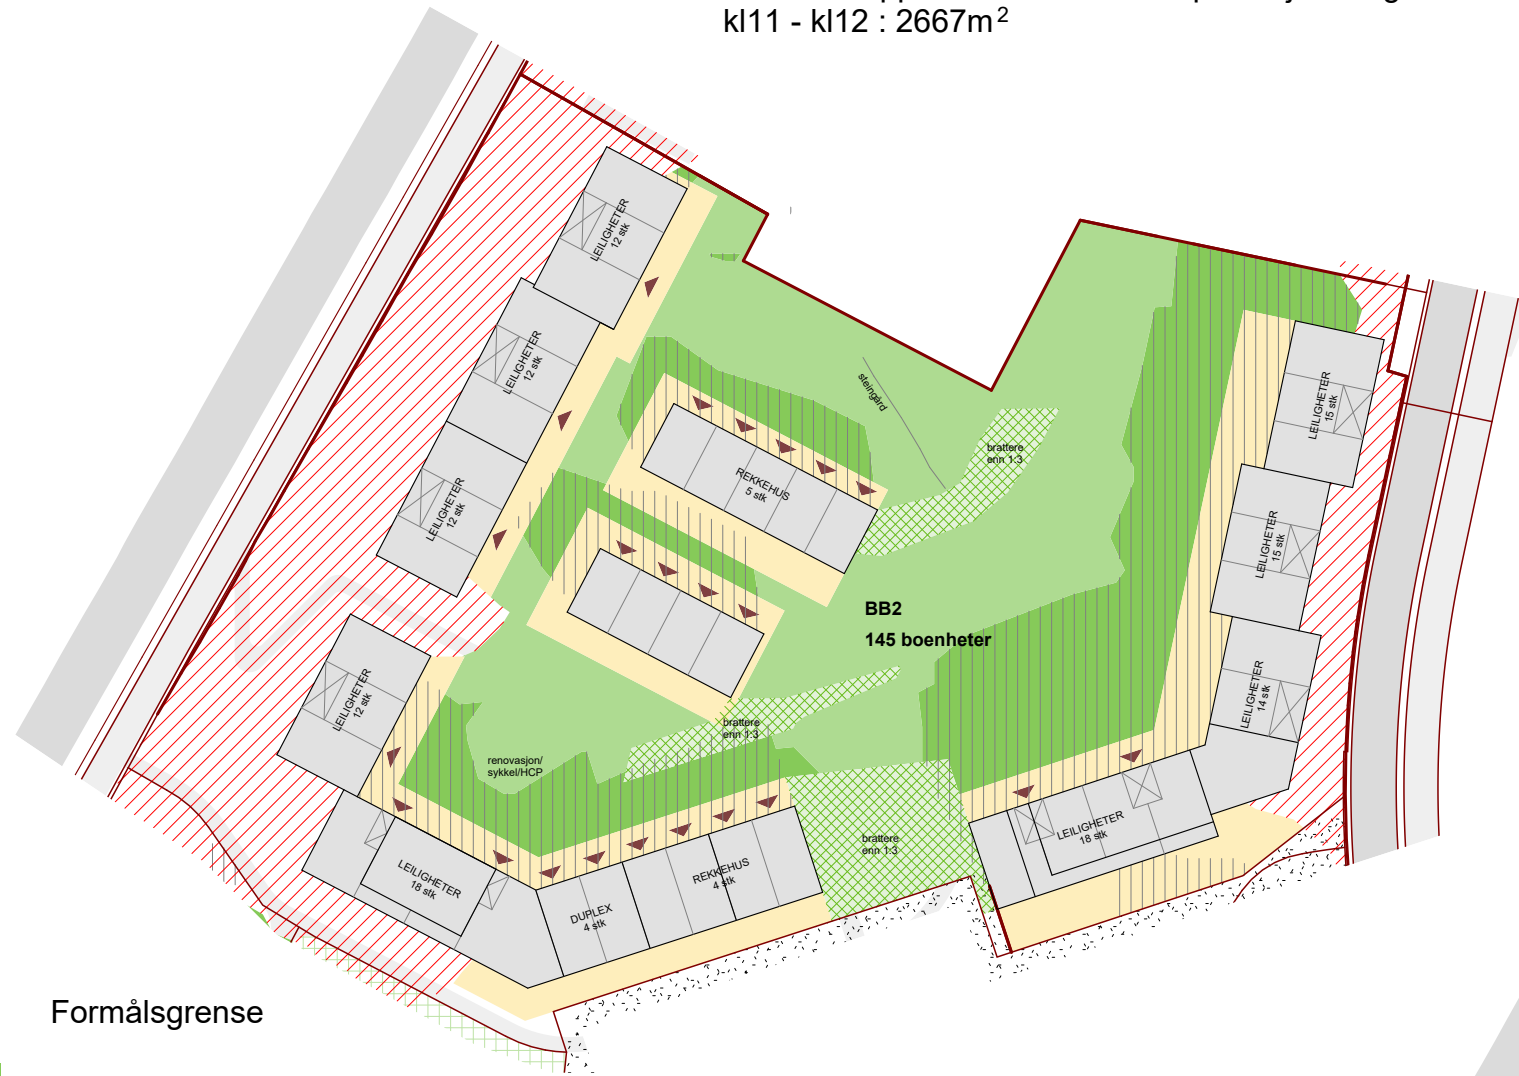 kl11 - kl12 : 2667m²
LEILIGHETER
12 stk
LEILIGHETER
12 stk
LEILIGHETER
12 stk
LEILIGHETER
12 stk
REKKEHUS
5 stk
steingård
brattere
enn 1:3
LEILIGHETER
15 stk
LEILIGHETER
15 stk
LEILIGHETER
14 stk
BB2
145 boenheter
brattere
enn 1:3
renovasjon/
sykkel/HCP
brattere
enn 1:3
LEILIGHETER
18 stk
LEILIGHETER
18 stk
DUPLEX
4 stk
REKKEHUS
4 stk
Formålsgrense